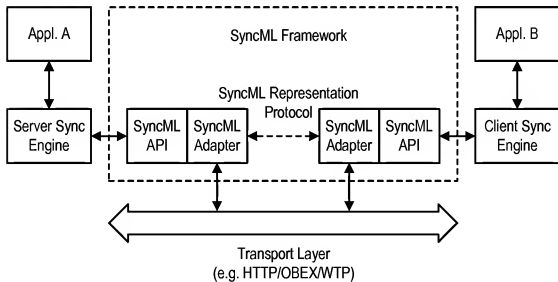 Appl. A
SyncML Framework
Appl. B
SyncML Representation
Protocol
Server Sync
Engine
SyncML
API
SyncML
Adapter
SyncML
Adapter
SyncML
API
Client Sync
Engine
Transport Layer
(e.g. HTTP/OBEX/WTP)